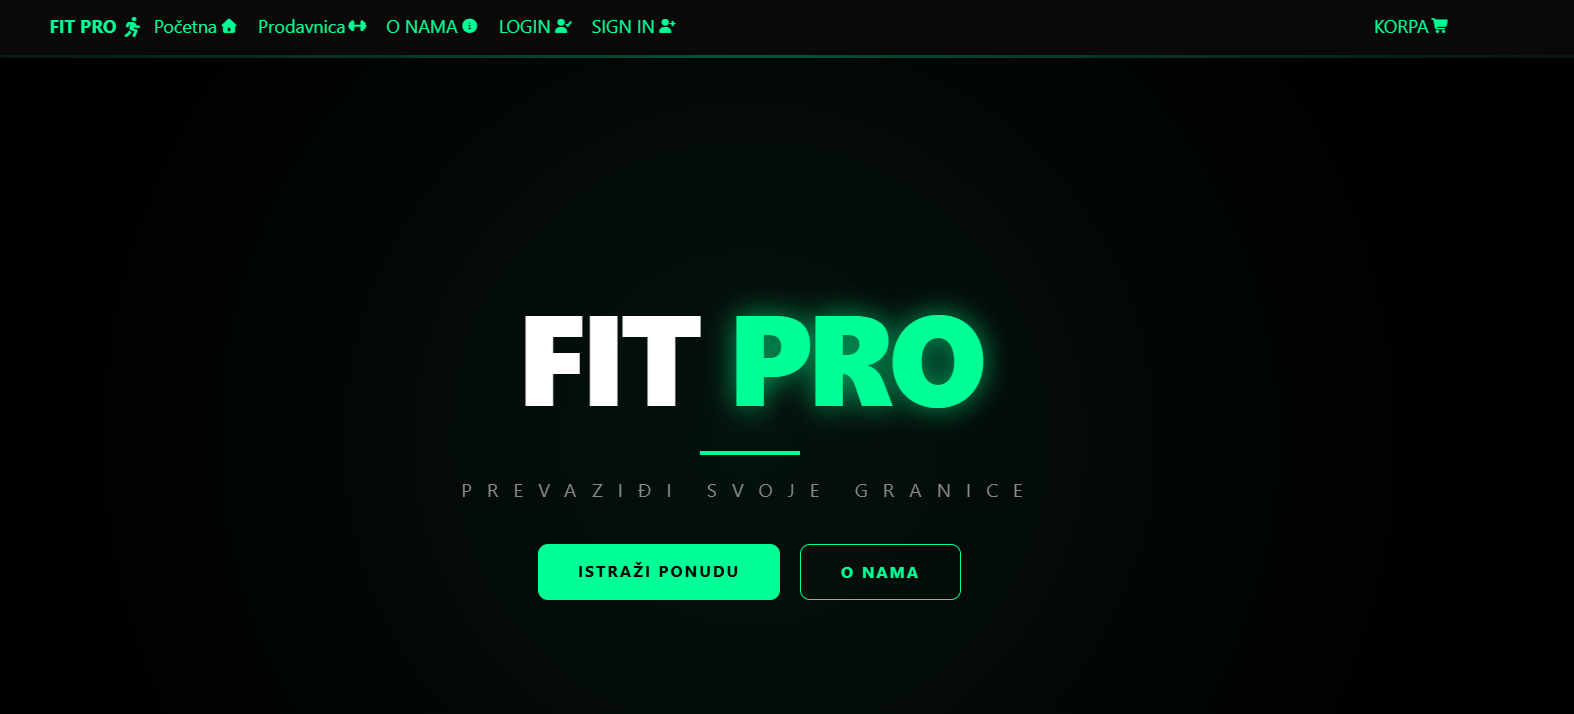 FIT PRO Početna Prodavnica O NAMA LOGIN SIGN IN KORPA
FIT PRO
PREVAZIĐI SVOJE GRANICE
ISTRAŽI PONUDU O NAMA